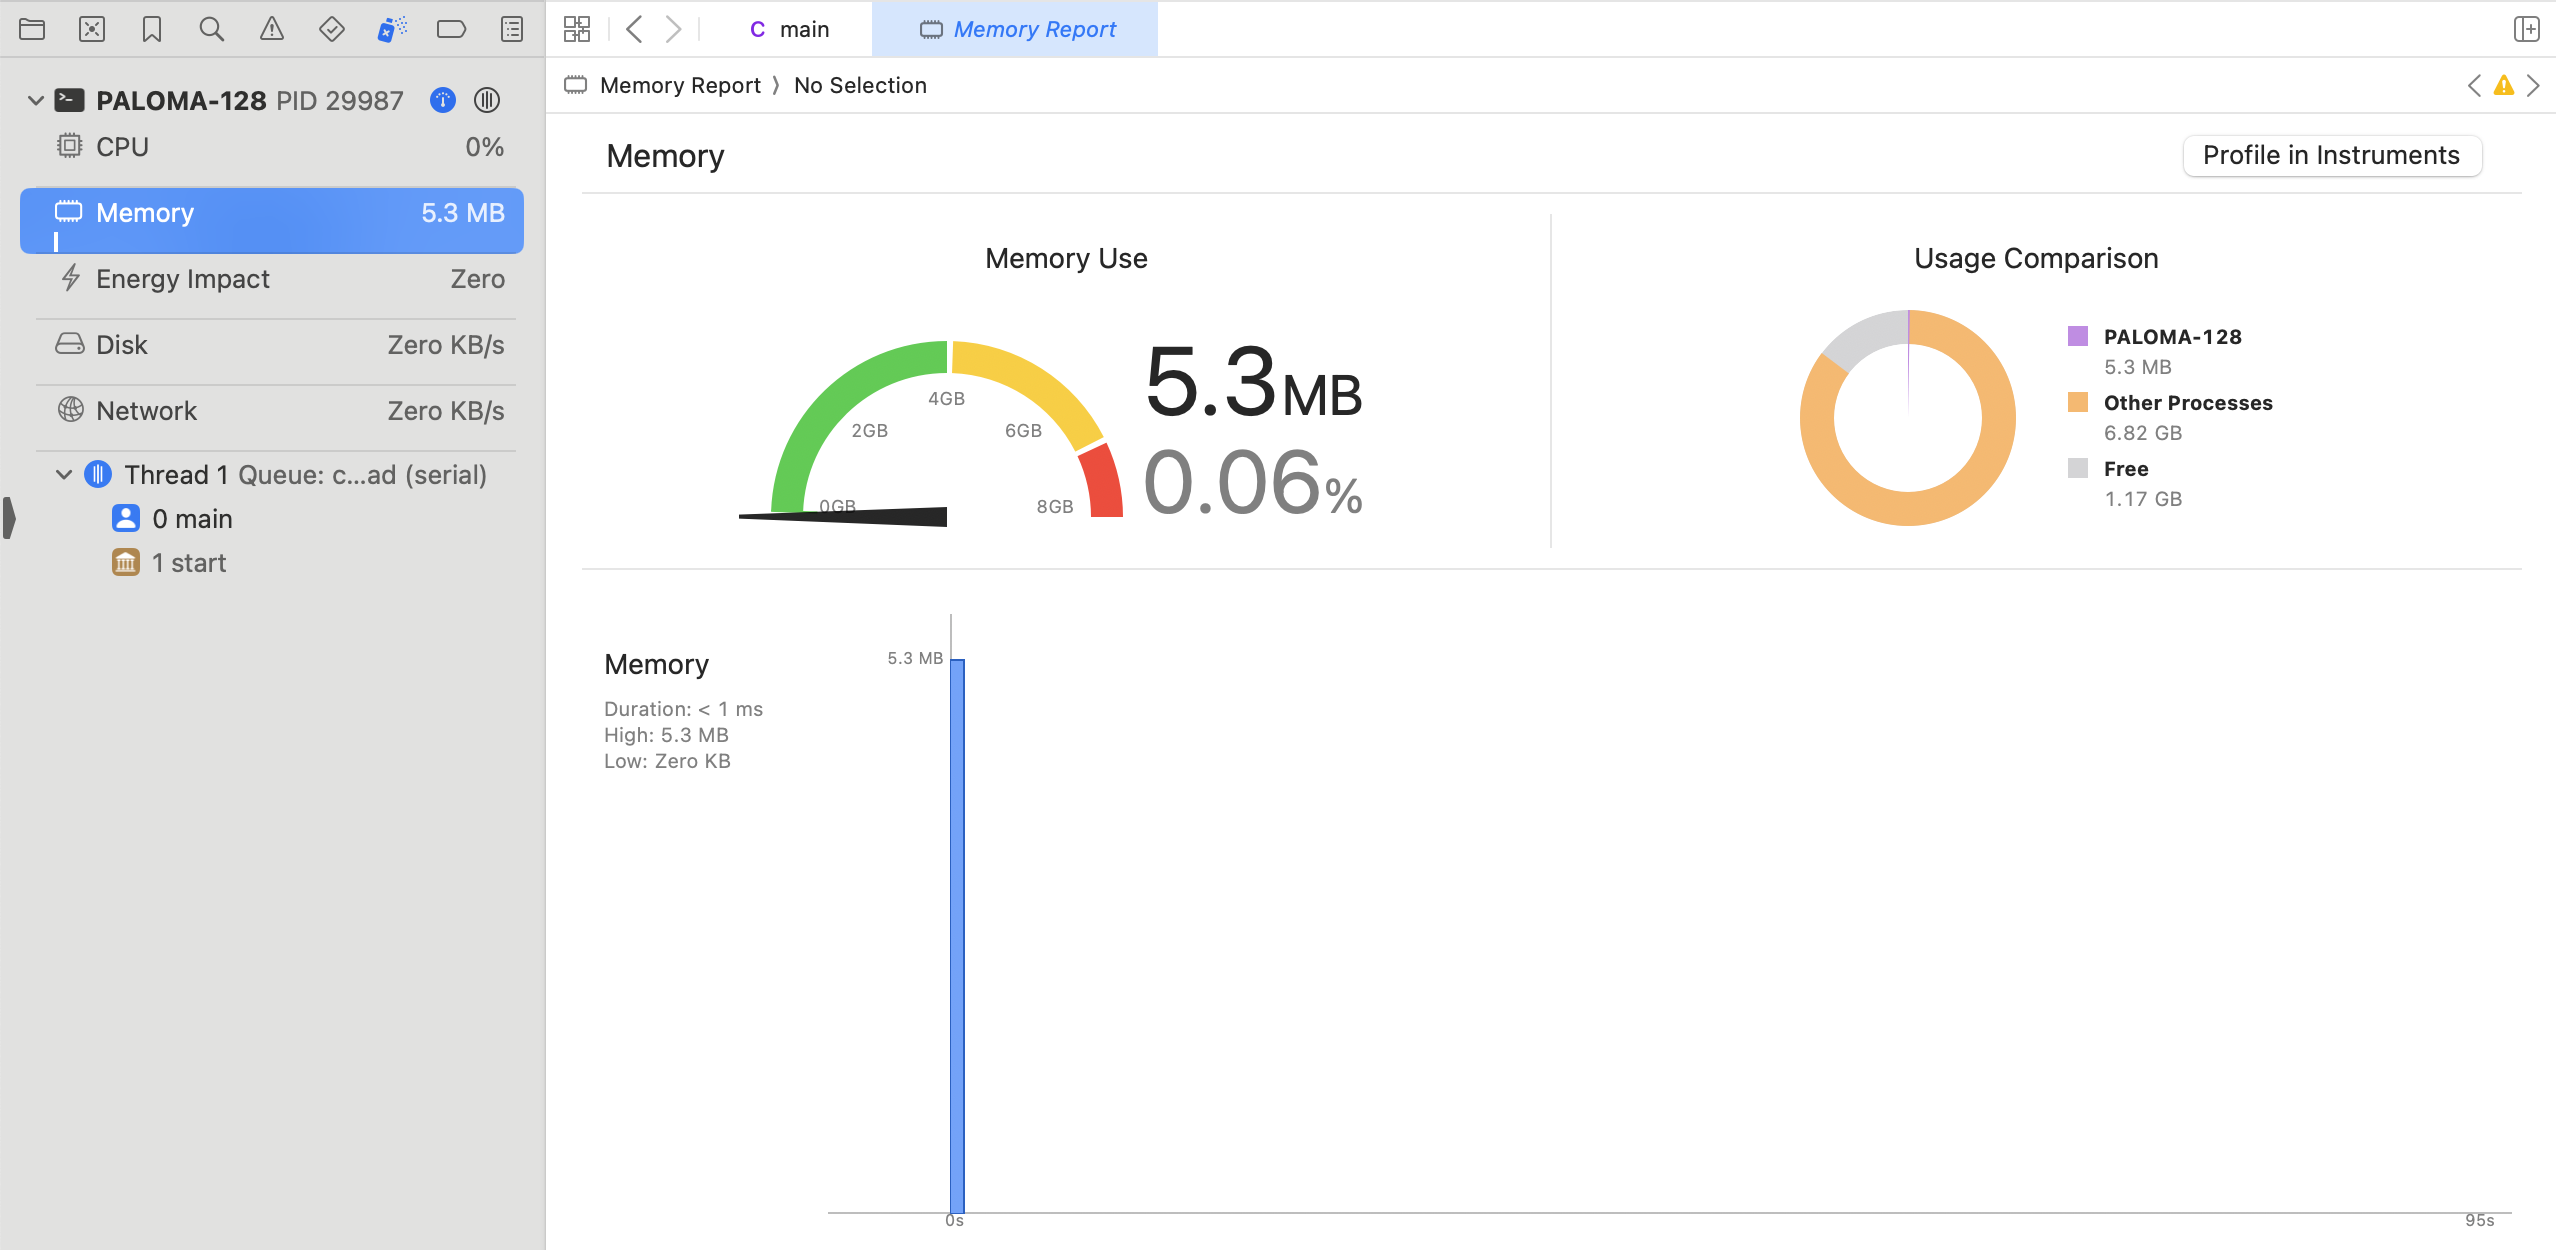 C main
Memory Report
PALOMA-128 PID 29987
CPU 0%
Memory 5.3 MB
Energy Impact Zero
Disk Zero KB/s
Network Zero KB/s
Thread 1 Queue: c...ad (serial)
0 main
1 start
Memory Report ⟩ No Selection
Memory
Profile in Instruments
Memory Use
0GB
2GB
4GB
6GB
8GB
5.3 MB
0.06%
Usage Comparison
PALOMA-128
5.3 MB
Other Processes
6.82 GB
Free
1.17 GB
Memory
Duration: < 1 ms
High: 5.3 MB
Low: Zero KB
5.3 MB
0s
95s